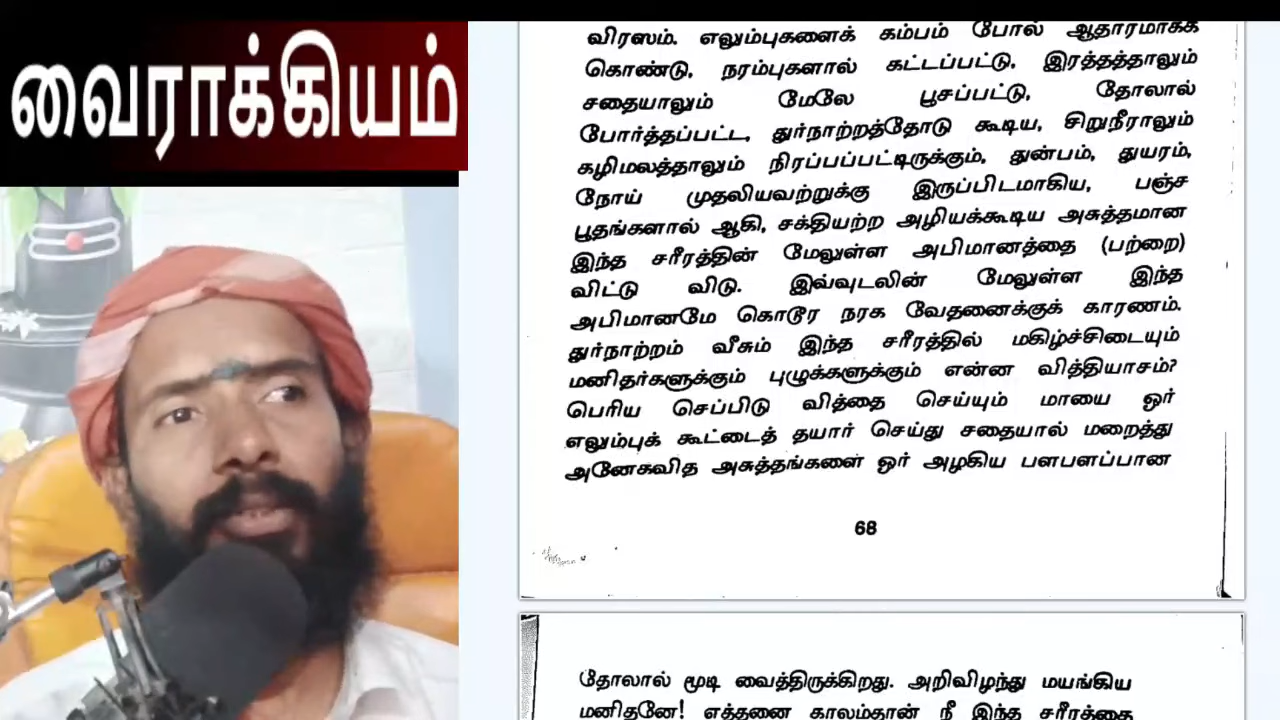 வைராக்கியம்
விரஸம். எலும்புகளைக் கம்பம் போல் ஆதாரமாகக்
கொண்டு, நரம்புகளால் கட்டப்பட்டு, இரத்தத்தாலும்
சதையாலும் மேலே பூசப்பட்டு, தோலால்
போர்த்தப்பட்ட, துர்நாற்றத்தோடு கூடிய, சிறுநீராலும்
கழிமலத்தாலும் நிரப்பப்பட்டிருக்கும், துன்பம், துயரம்,
நோய் முதலியவற்றுக்கு இருப்பிடமாகிய, பஞ்ச
பூதங்களால் ஆகி, சக்தியற்ற அழியக்கூடிய அசுத்தமான
இந்த சரீரத்தின் மேலுள்ள அபிமானத்தை (பற்றை)
விட்டு விடு. இவ்வுடலின் மேலுள்ள இந்த
அபிமானமே கொடூர நரக வேதனைக்குக் காரணம்.
துர்நாற்றம் வீசும் இந்த சரீரத்தில் மகிழ்ச்சிடையும்
மனிதர்களுக்கும் புழுக்களுக்கும் என்ன வித்தியாசம்?
பெரிய செப்பிடு வித்தை செய்யும் மாயை ஓர்
எலும்புக் கூட்டைத் தயார் செய்து சதையால் மறைத்து
அனேகவித அசுத்தங்களை ஓர் அழகிய பளபளப்பான
68
தோலால் மூடி வைத்திருக்கிறது. அறிவிழந்து மயங்கிய
மனிதனே! எத்தனை காலம்தான் நீ இந்த சரீரத்தை